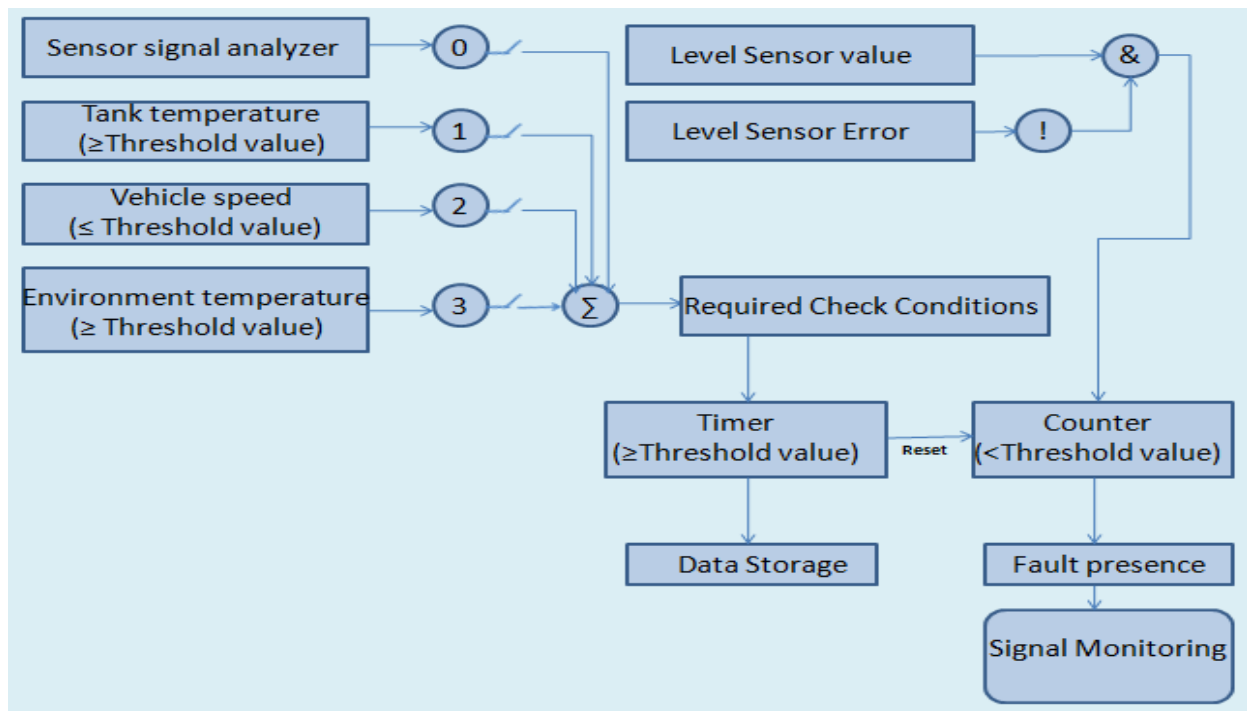 Sensor signal analyzer
0
Tank temperature
(≥Threshold value)
1
Vehicle speed
(≤ Threshold value)
2
Environment temperature
(≥ Threshold value)
3
∑
Level Sensor value
&
Level Sensor Error
!
Required Check Conditions
Timer
(≥Threshold value)
Reset
Counter
(<Threshold value)
Data Storage
Fault presence
Signal Monitoring